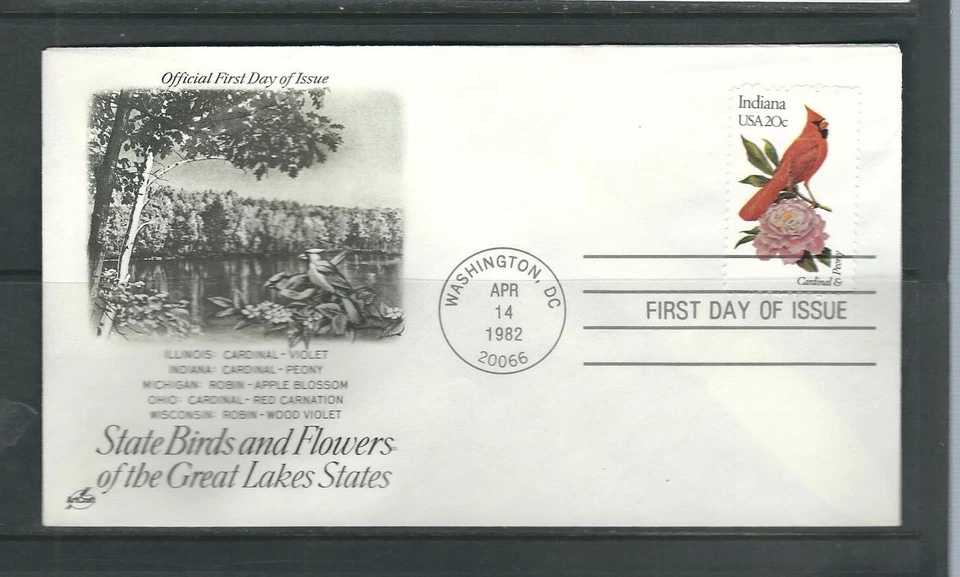 Official First Day of Issue
ILLINOIS: CARDINAL - VIOLET
INDIANA: CARDINAL - PEONY
MICHIGAN: ROBIN - APPLE BLOSSOM
OHIO: CARDINAL - RED CARNATION
WISCONSIN: ROBIN - WOOD VIOLET
State Birds and Flowers
of the Great Lakes States
ArtCraft
WASHINGTON, DC
APR
14
1982
20066
Indiana
USA 20c
Cardinal & Peony
FIRST DAY OF ISSUE